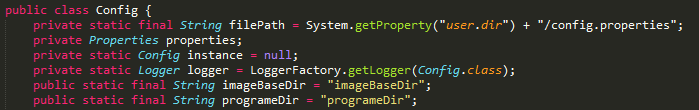 public class Config {
private static final String filePath = System.getProperty("user.dir") + "/config.properties";
private Properties properties;
private static Config instance = null;
private static Logger logger = LoggerFactory.getLogger(Config.class);
public static final String imageBaseDir = "imageBaseDir";
public static final String programeDir = "programeDir";